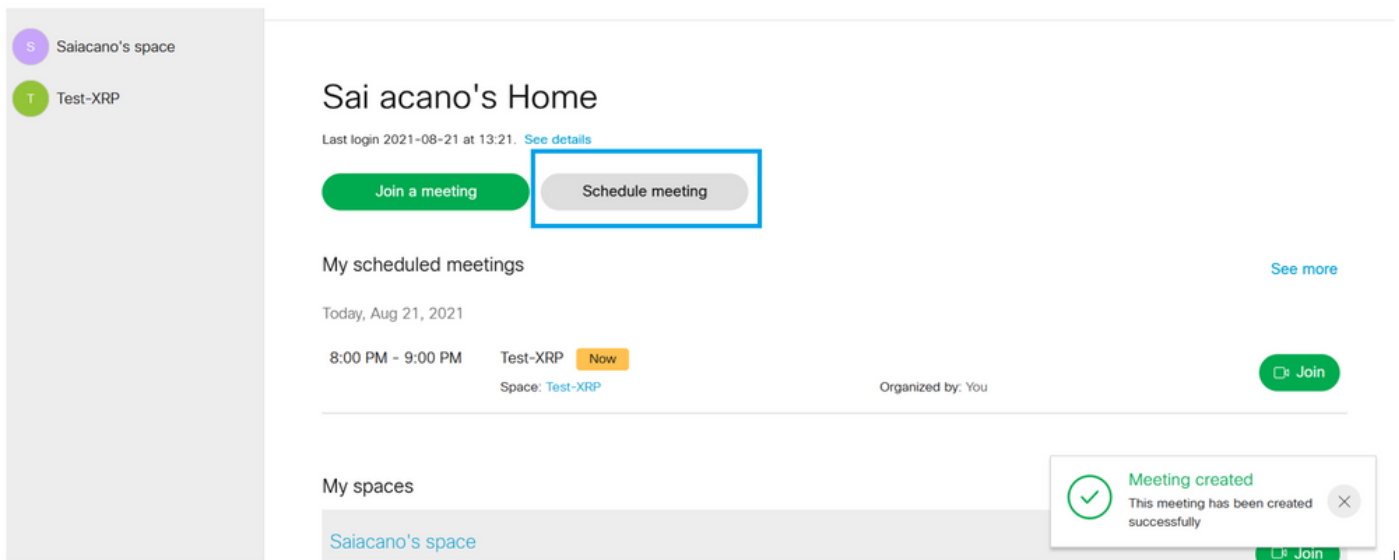 S Saiacano's space
T Test-XRP
Sai acano's Home
Last login 2021-08-21 at 13:21. See details
Join a meeting
Schedule meeting
My scheduled meetings
See more
Today, Aug 21, 2021
8:00 PM - 9:00 PM Test-XRP Now
Space: Test-XRP Organized by: You
Join
My spaces
Saiacano's space
Join
Meeting created
This meeting has been created
successfully